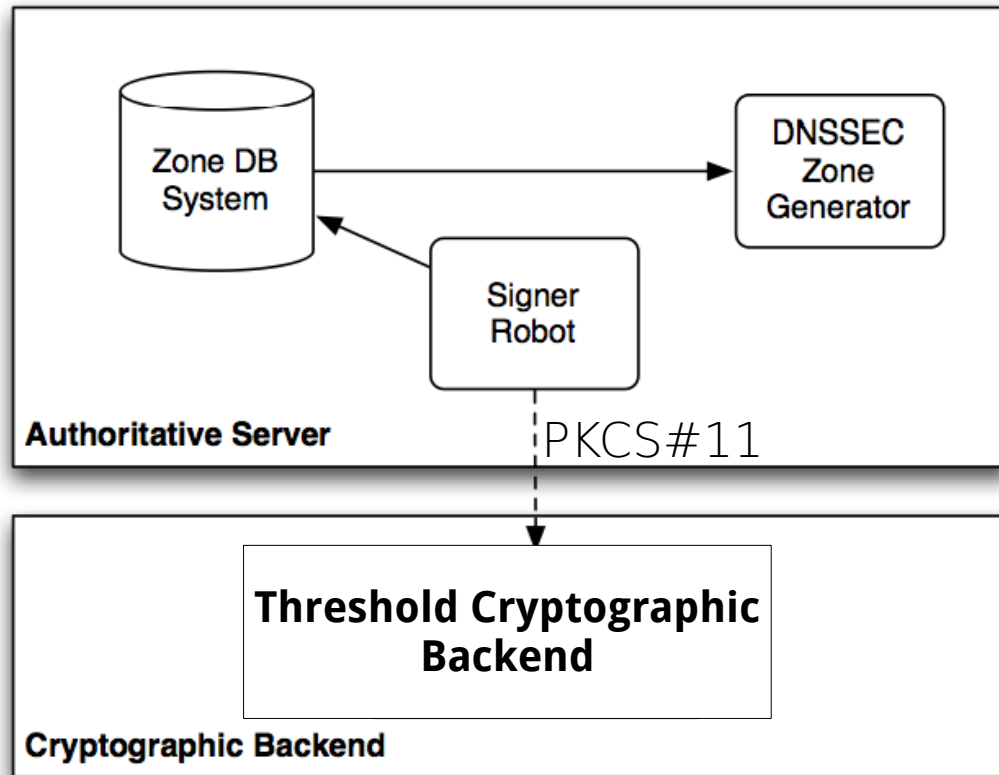 Zone DB
System
DNSSEC
Zone
Generator
Signer
Robot
Authoritative Server
PKCS#11
Threshold Cryptographic
Backend
Cryptographic Backend